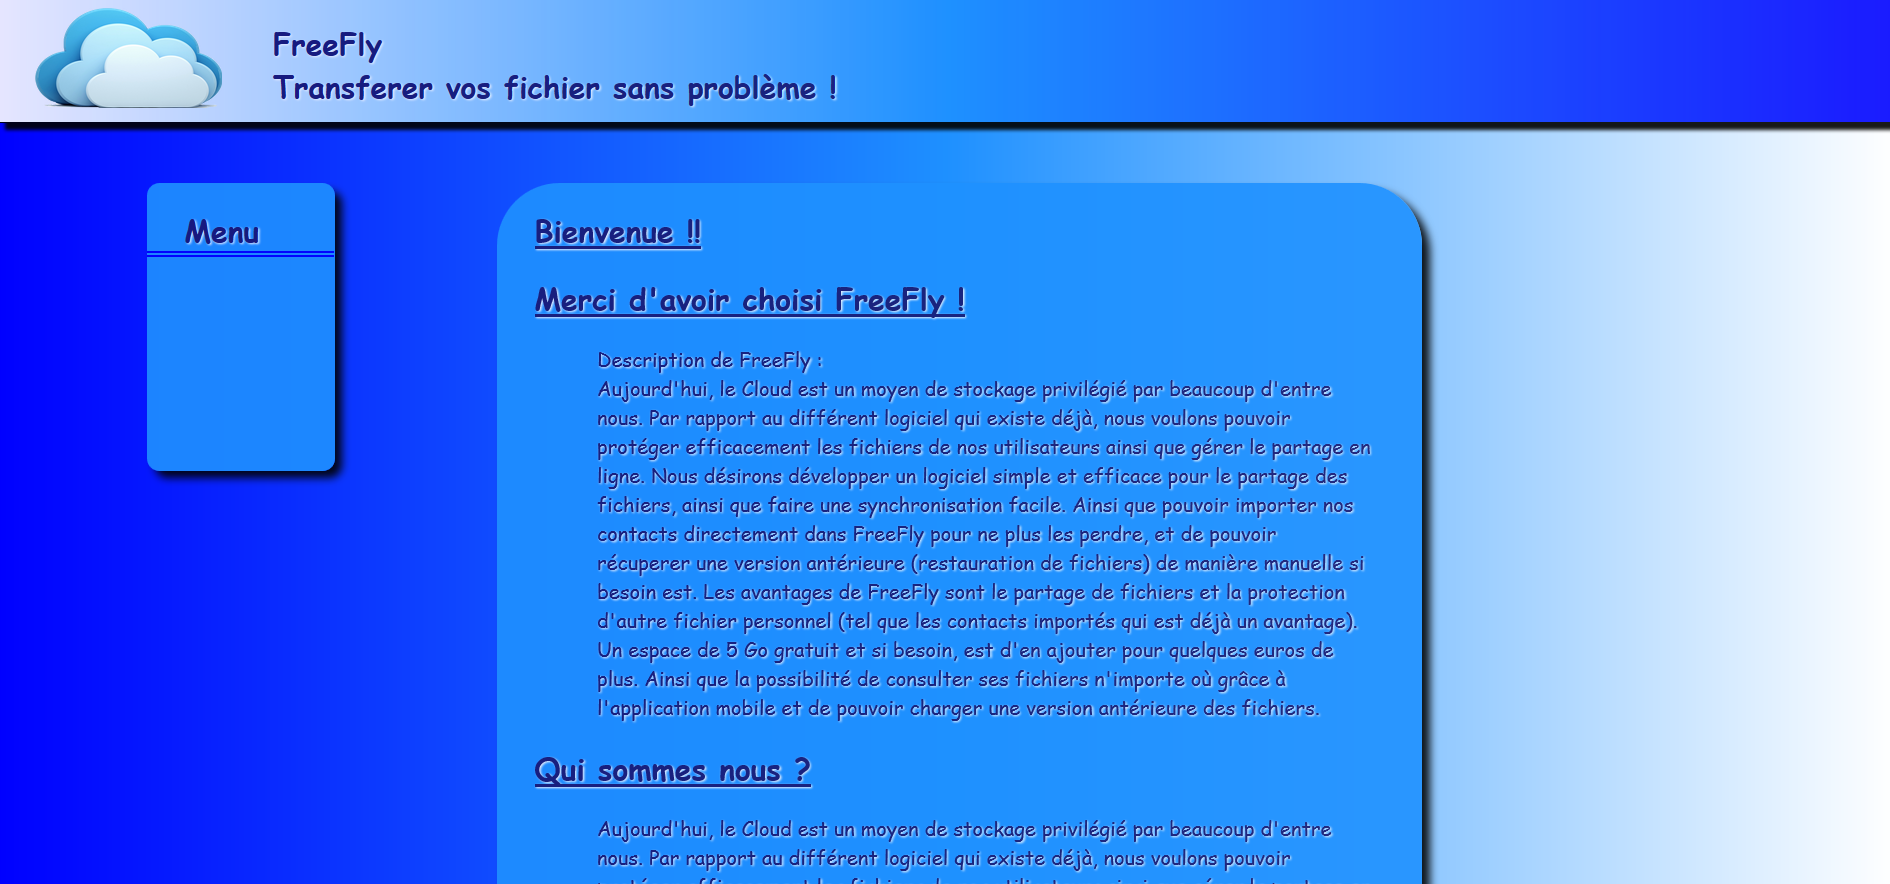 FreeFly
Transferer vos fichier sans problème !
Menu
Bienvenue !!
Merci d'avoir choisi FreeFly !
Description de FreeFly :
Aujourd'hui, le Cloud est un moyen de stockage privilégié par beaucoup d'entre
nous. Par rapport au différent logiciel qui existe déjà, nous voulons pouvoir
protéger efficacement les fichiers de nos utilisateurs ainsi que gérer le partage en
ligne. Nous désirons développer un logiciel simple et efficace pour le partage des
fichiers, ainsi que faire une synchronisation facile. Ainsi que pouvoir importer nos
contacts directement dans FreeFly pour ne plus les perdre, et de pouvoir
récuperer une version antérieure (restauration de fichiers) de manière manuelle si
besoin est. Les avantages de FreeFly sont le partage de fichiers et la protection
d'autre fichier personnel (tel que les contacts importés qui est déjà un avantage).
Un espace de 5 Go gratuit et si besoin, est d'en ajouter pour quelques euros de
plus. Ainsi que la possibilité de consulter ses fichiers n'importe où grâce à
l'application mobile et de pouvoir charger une version antérieure des fichiers.
Qui sommes nous ?
Aujourd'hui, le Cloud est un moyen de stockage privilégié par beaucoup d'entre
nous. Par rapport au différent logiciel qui existe déjà, nous voulons pouvoir